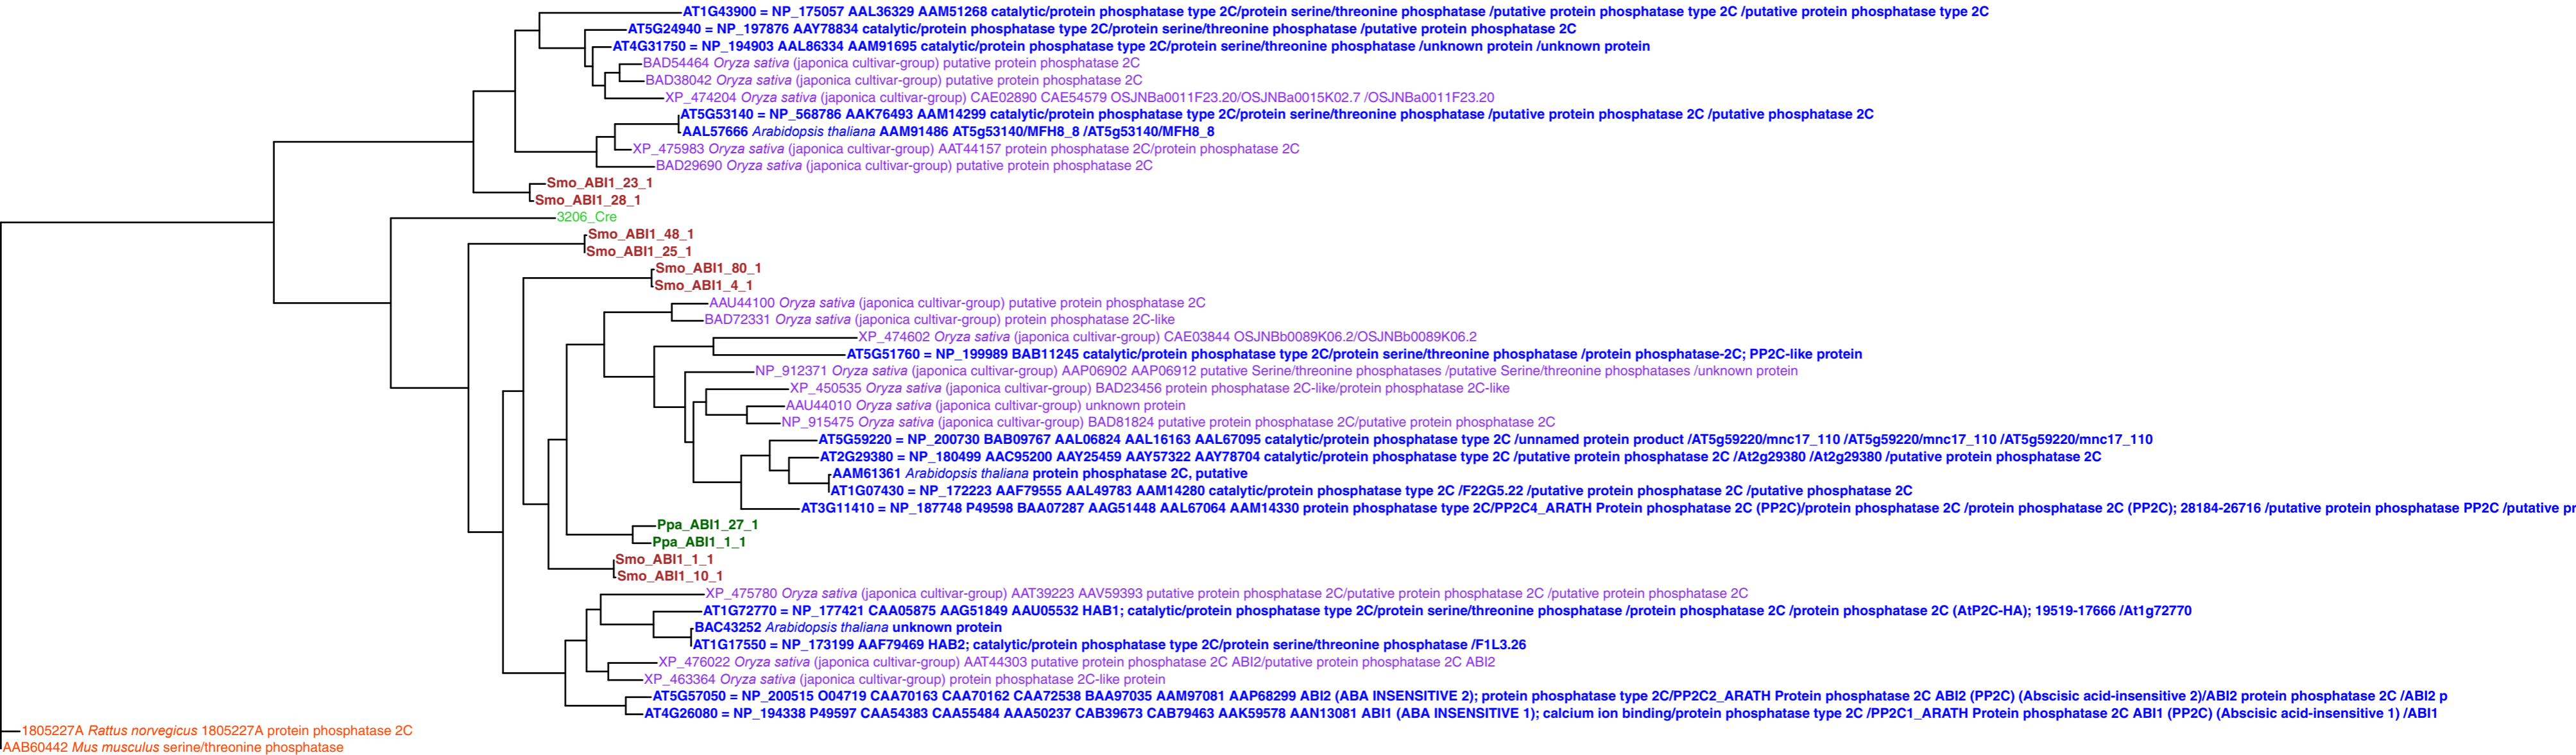 AT1G43900 = NP_175057 AAL36329 AAM51268 catalytic/protein phosphatase type 2C/protein serine/threonine phosphatase /putative protein phosphatase type 2C /putative protein phosphatase type 2C
AT5G24940 = NP_197876 AAY78834 catalytic/protein phosphatase type 2C/protein serine/threonine phosphatase /putative protein phosphatase 2C
AT4G31750 = NP_194903 AAL86334 AAM91695 catalytic/protein phosphatase type 2C/protein serine/threonine phosphatase /unknown protein /unknown protein
BAD54464 Oryza sativa (japonica cultivar-group) putative protein phosphatase 2C
BAD38042 Oryza sativa (japonica cultivar-group) putative protein phosphatase 2C
XP_474204 Oryza sativa (japonica cultivar-group) CAE02890 CAE54579 OSJNBa0011F23.20/OSJNBa0015K02.7 /OSJNBa0011F23.20
AT5G53140 = NP_568786 AAK76493 AAM14299 catalytic/protein phosphatase type 2C/protein serine/threonine phosphatase /putative protein phosphatase 2C /putative phosphatase 2C
AAL57666 Arabidopsis thaliana AAM91486 AT5g53140/MFH8_8 /AT5g53140/MFH8_8
XP_475983 Oryza sativa (japonica cultivar-group) AAT44157 protein phosphatase 2C/protein phosphatase 2C
BAD29690 Oryza sativa (japonica cultivar-group) putative protein phosphatase 2C
Smo_ABI1_23_1
Smo_ABI1_28_1
3206_Cre
Smo_ABI1_48_1
Smo_ABI1_25_1
Smo_ABI1_80_1
Smo_ABI1_4_1
AAU44100 Oryza sativa (japonica cultivar-group) putative protein phosphatase 2C
BAD72331 Oryza sativa (japonica cultivar-group) protein phosphatase 2C-like
XP_474602 Oryza sativa (japonica cultivar-group) CAE03844 OSJNBb0089K06.2/OSJNBb0089K06.2
AT5G51760 = NP_199989 BAB11245 catalytic/protein phosphatase type 2C/protein serine/threonine phosphatase /protein phosphatase-2C; PP2C-like protein
NP_912371 Oryza sativa (japonica cultivar-group) AAP06902 AAP06912 putative Serine/threonine phosphatases /putative Serine/threonine phosphatases /unknown protein
XP_450535 Oryza sativa (japonica cultivar-group) BAD23456 protein phosphatase 2C-like/protein phosphatase 2C-like
AAU44010 Oryza sativa (japonica cultivar-group) unknown protein
NP_915475 Oryza sativa (japonica cultivar-group) BAD81824 putative protein phosphatase 2C/putative protein phosphatase 2C
AT5G59220 = NP_200730 BAB09767 AAL06824 AAL16163 AAL67095 catalytic/protein phosphatase type 2C /unnamed protein product /AT5g59220/mnc17_110 /AT5g59220/mnc17_110 /AT5g59220/mnc17_110
AT2G29380 = NP_180499 AAC95200 AAY25459 AAY57322 AAY78704 catalytic/protein phosphatase type 2C /putative protein phosphatase 2C /At2g29380 /At2g29380 /putative protein phosphatase 2C
AAM61361 Arabidopsis thaliana protein phosphatase 2C, putative
AT1G07430 = NP_172223 AAF79555 AAL49783 AAM14280 catalytic/protein phosphatase type 2C /F22G5.22 /putative protein phosphatase 2C /putative phosphatase 2C
AT3G11410 = NP_187748 P49598 BAA07287 AAG51448 AAL67064 AAM14330 protein phosphatase type 2C/PP2C4_ARATH Protein phosphatase 2C (PP2C)/protein phosphatase 2C /protein phosphatase 2C (PP2C); 28184-26716 /putative protein phosphatase PP2C /putative pr
Ppa_ABI1_27_1
Ppa_ABI1_1_1
Smo_ABI1_1_1
Smo_ABI1_10_1
XP_475780 Oryza sativa (japonica cultivar-group) AAT39223 AAV59393 putative protein phosphatase 2C/putative protein phosphatase 2C /putative protein phosphatase 2C
AT1G72770 = NP_177421 CAA05875 AAG51849 AAU05532 HAB1; catalytic/protein phosphatase type 2C/protein serine/threonine phosphatase /protein phosphatase 2C /protein phosphatase 2C (AtP2C-HA); 19519-17666 /At1g72770
BAC43252 Arabidopsis thaliana unknown protein
AT1G17550 = NP_173199 AAF79469 HAB2; catalytic/protein phosphatase type 2C/protein serine/threonine phosphatase /F1L3.26
XP_476022 Oryza sativa (japonica cultivar-group) AAT44303 putative protein phosphatase 2C ABI2/putative protein phosphatase 2C ABI2
XP_463364 Oryza sativa (japonica cultivar-group) protein phosphatase 2C-like protein
AT5G57050 = NP_200515 O04719 CAA70163 CAA70162 CAA72538 BAA97035 AAM97081 AAP68299 ABI2 (ABA INSENSITIVE 2); protein phosphatase type 2C/PP2C2_ARATH Protein phosphatase 2C ABI2 (PP2C) (Abscisic acid-insensitive 2)/ABI2 protein phosphatase 2C /ABI2 p
AT4G26080 = NP_194338 P49597 CAA54383 CAA55484 AAA50237 CAB39673 CAB79463 AAK59578 AAN13081 ABI1 (ABA INSENSITIVE 1); calcium ion binding/protein phosphatase type 2C /PP2C1_ARATH Protein phosphatase 2C ABI1 (PP2C) (Abscisic acid-insensitive 1) /ABI1
1805227A Rattus norvegicus 1805227A protein phosphatase 2C
AAB60442 Mus musculus serine/threonine phosphatase